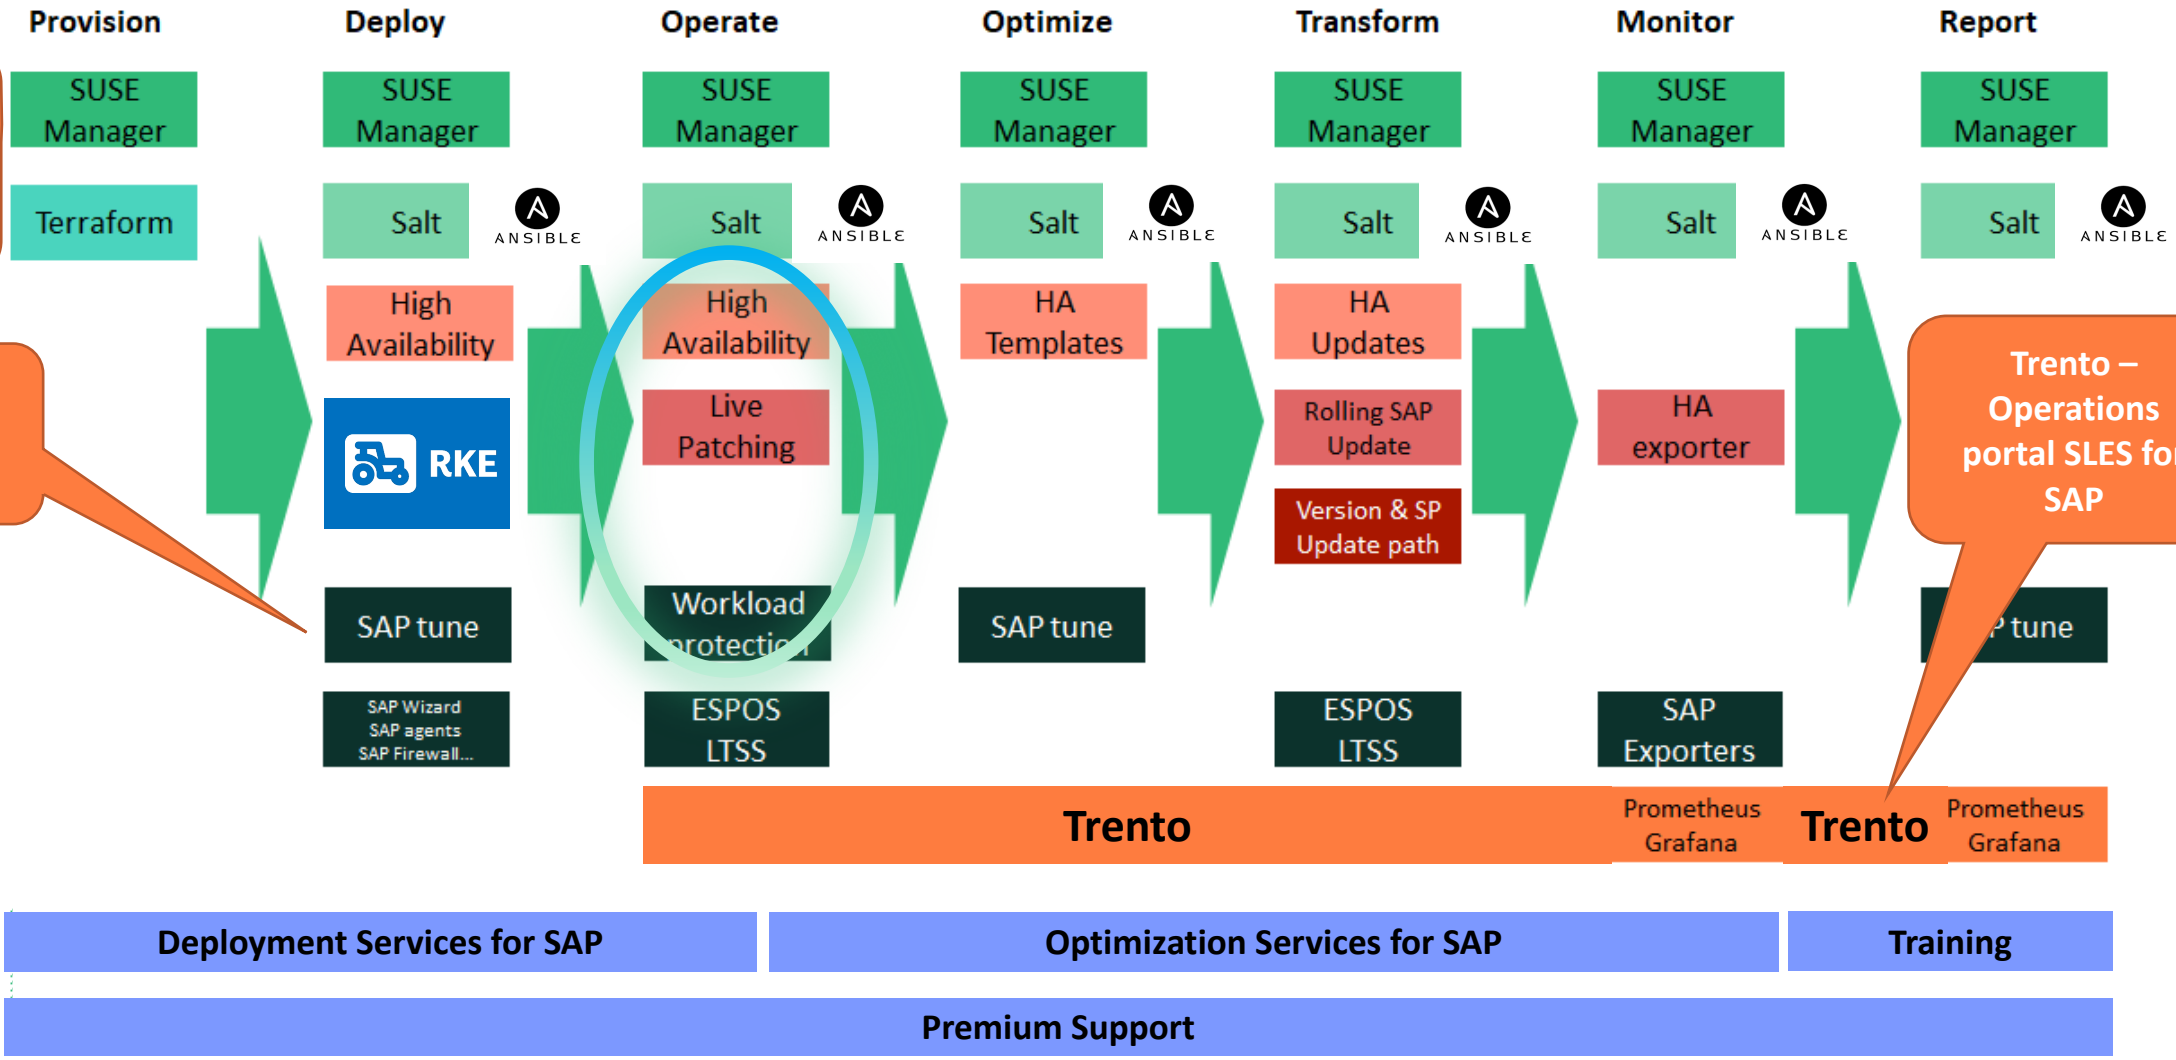 Provision
Deploy
Operate
Optimize
Transform
Monitor
Report
SUSE
Manager
SUSE
Manager
SUSE
Manager
SUSE
Manager
SUSE
Manager
SUSE
Manager
SUSE
Manager
Terraform
Salt
ANSIBLE
Salt
ANSIBLE
Salt
ANSIBLE
Salt
ANSIBLE
Salt
ANSIBLE
Salt
ANSIBLE
High
Availability
High
Availability
HA
Templates
HA
Updates
RKE
Live
Patching
Rolling SAP
Update
HA
exporter
Trento –
Operations
portal SLES for
SAP
Version & SP
Update path
SAP tune
Workload
protection
SAP tune
P tune
SAP Wizard
SAP agents
SAP Firewall...
ESPOS
LTSS
ESPOS
LTSS
SAP
Exporters
Trento
Prometheus
Grafana
Trento
Prometheus
Grafana
Deployment Services for SAP
Optimization Services for SAP
Training
Premium Support